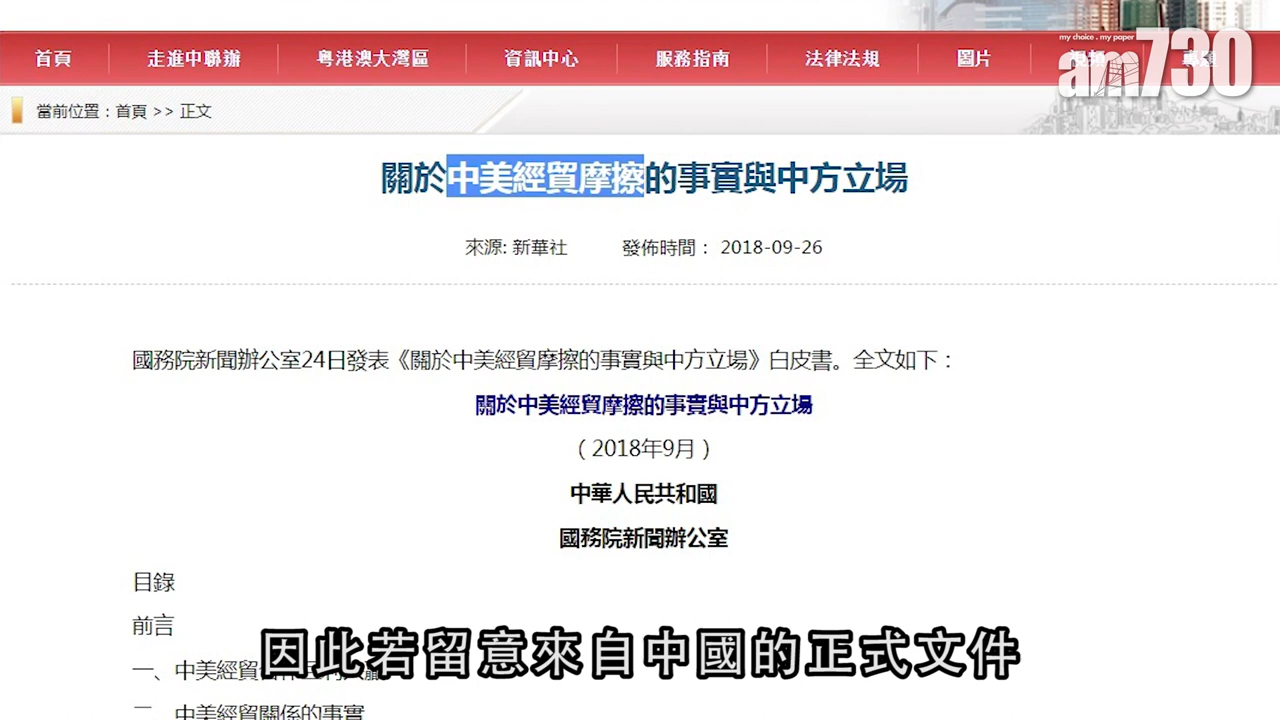 首頁 走進中聯辦 粵港澳大灣區 資訊中心 服務指南 法律法規 圖片 視頻 專題
my choice . my paper
am730
當前位置：首頁 >> 正文
關於中美經貿摩擦的事實與中方立場
來源: 新華社 發佈時間： 2018-09-26
國務院新聞辦公室24日發表《關於中美經貿摩擦的事實與中方立場》白皮書。全文如下：
關於中美經貿摩擦的事實與中方立場
（2018年9月）
中華人民共和國
國務院新聞辦公室
目錄
前言
因此若留意來自中國的正式文件
一、中美經貿
二、中美經貿關係的事實